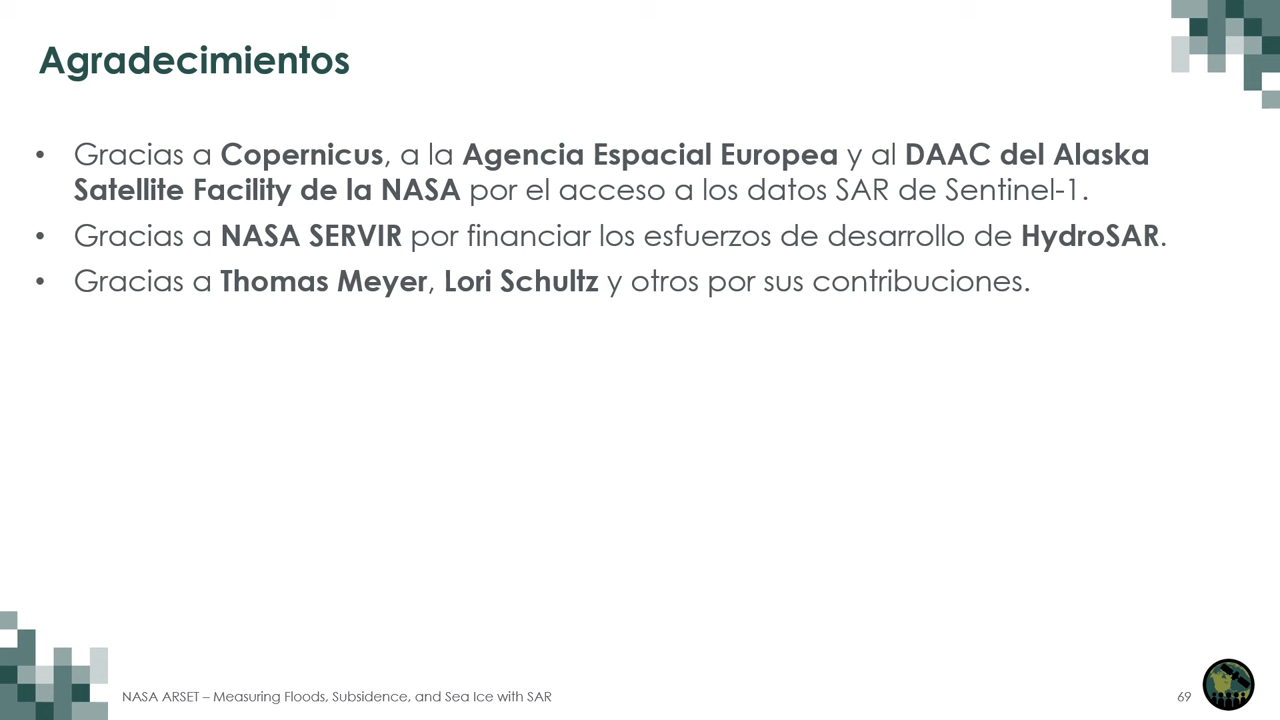 Agradecimientos
• Gracias a Copernicus, a la Agencia Espacial Europea y al DAAC del Alaska
Satellite Facility de la NASA por el acceso a los datos SAR de Sentinel-1.
• Gracias a NASA SERVIR por financiar los esfuerzos de desarrollo de HydroSAR.
• Gracias a Thomas Meyer, Lori Schultz y otros por sus contribuciones.
NASA ARSET – Measuring Floods, Subsidence, and Sea Ice with SAR
69